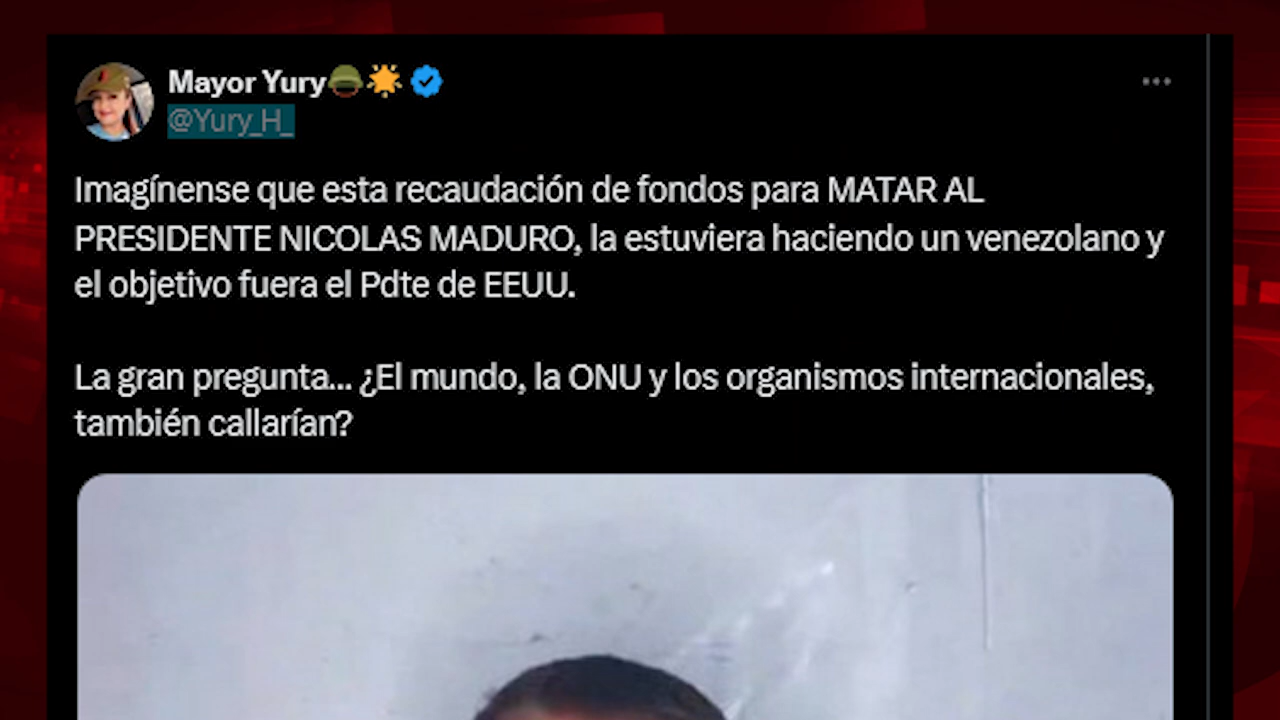 Mayor Yury
@Yury_H_
Imagínense que esta recaudación de fondos para MATAR AL
PRESIDENTE NICOLAS MADURO, la estuviera haciendo un venezolano y
el objetivo fuera el Pdte de EEUU.
La gran pregunta... ¿El mundo, la ONU y los organismos internacionales,
también callarían?